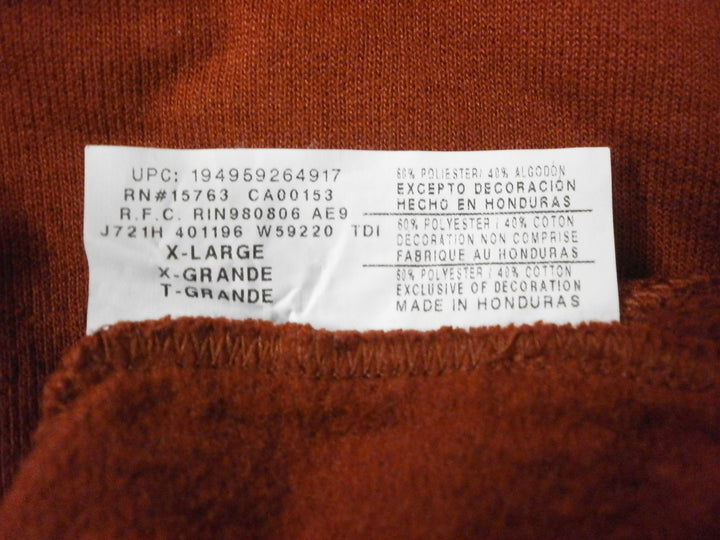 UPC: 194959264917
RN#15763 CA00153
R.F.C. RIN980806 AE9
J721H 401196 W59220 TDI
X-LARGE
X-GRANDE
T-GRANDE
60% POLIESTER/ 40% ALGODÓN
EXCEPTO DECORACIÓN
HECHO EN HONDURAS
60% POLYESTER / 40% COTON
DÉCORATION NON COMPRISE
FABRIQUÉ AU HONDURAS
60% POLYESTER / 40% COTTON
EXCLUSIVE OF DECORATION
MADE IN HONDURAS